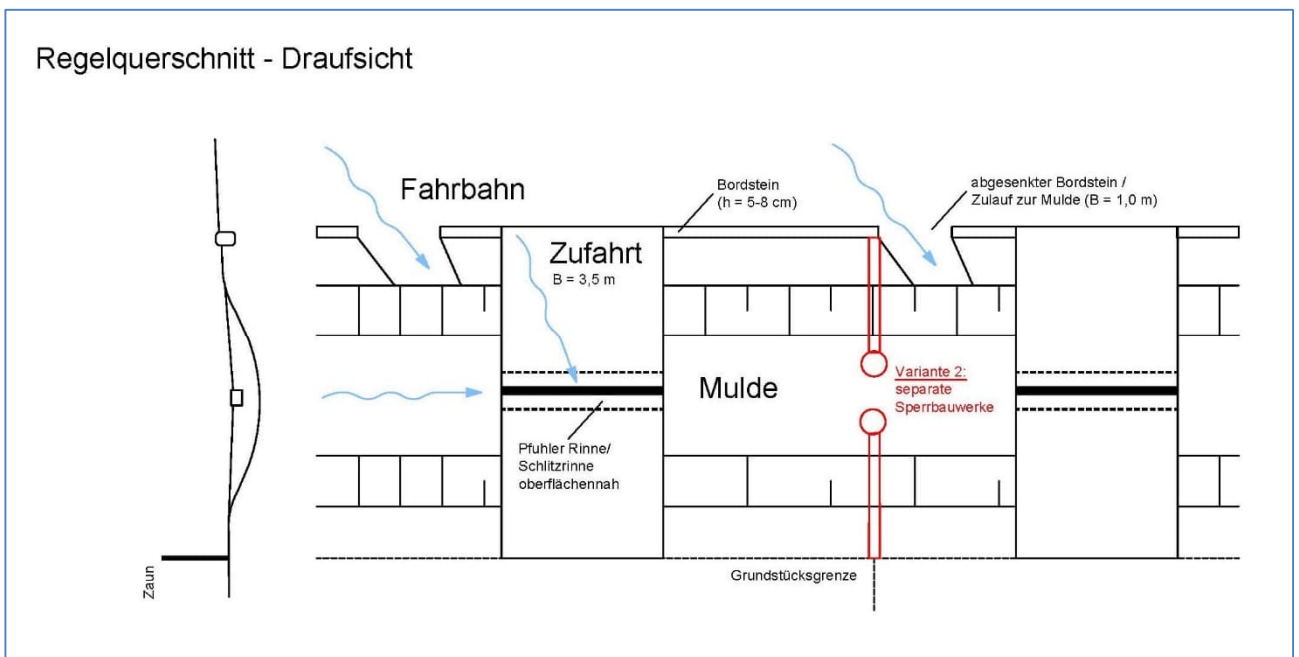 Regelquerschnitt - Draufsicht
Fahrbahn
Bordstein
(h = 5-8 cm)
abgesenkter Bordstein /
Zulauf zur Mulde (B = 1,0 m)
Zufahrt
B = 3,5 m
Mulde
Variante 2:
separate
Sperrbauwerke
Pfuhler Rinne/
Schlitzrinne
oberflächennah
Zaun
Grundstücksgrenze